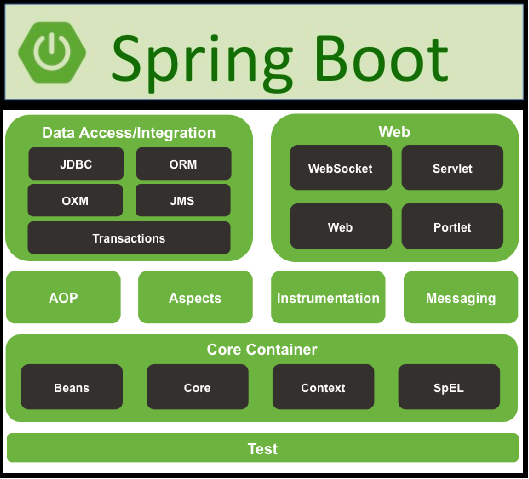 Spring Boot
Data Access/Integration
JDBC ORM
OXM JMS
Transactions
Web
WebSocket Servlet
Web Portlet
AOP Aspects Instrumentation Messaging
Core Container
Beans Core Context SpEL
Test